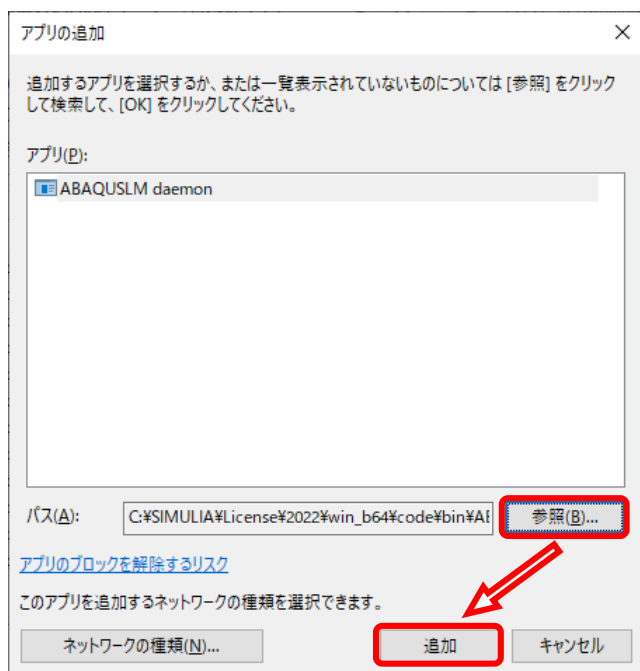 アプリの追加
追加するアプリを選択するか、または一覧表示されていないものについては [参照] をクリック
して検索して、[OK] をクリックしてください。
アプリ(P):
ABAQUSLM daemon
パス(A): C:¥SIMULIA¥License¥2022¥win_b64¥code¥bin¥AE 参照(B)...
アプリのブロックを解除するリスク
このアプリを追加するネットワークの種類を選択できます。
ネットワークの種類(N)... 追加 キャンセル